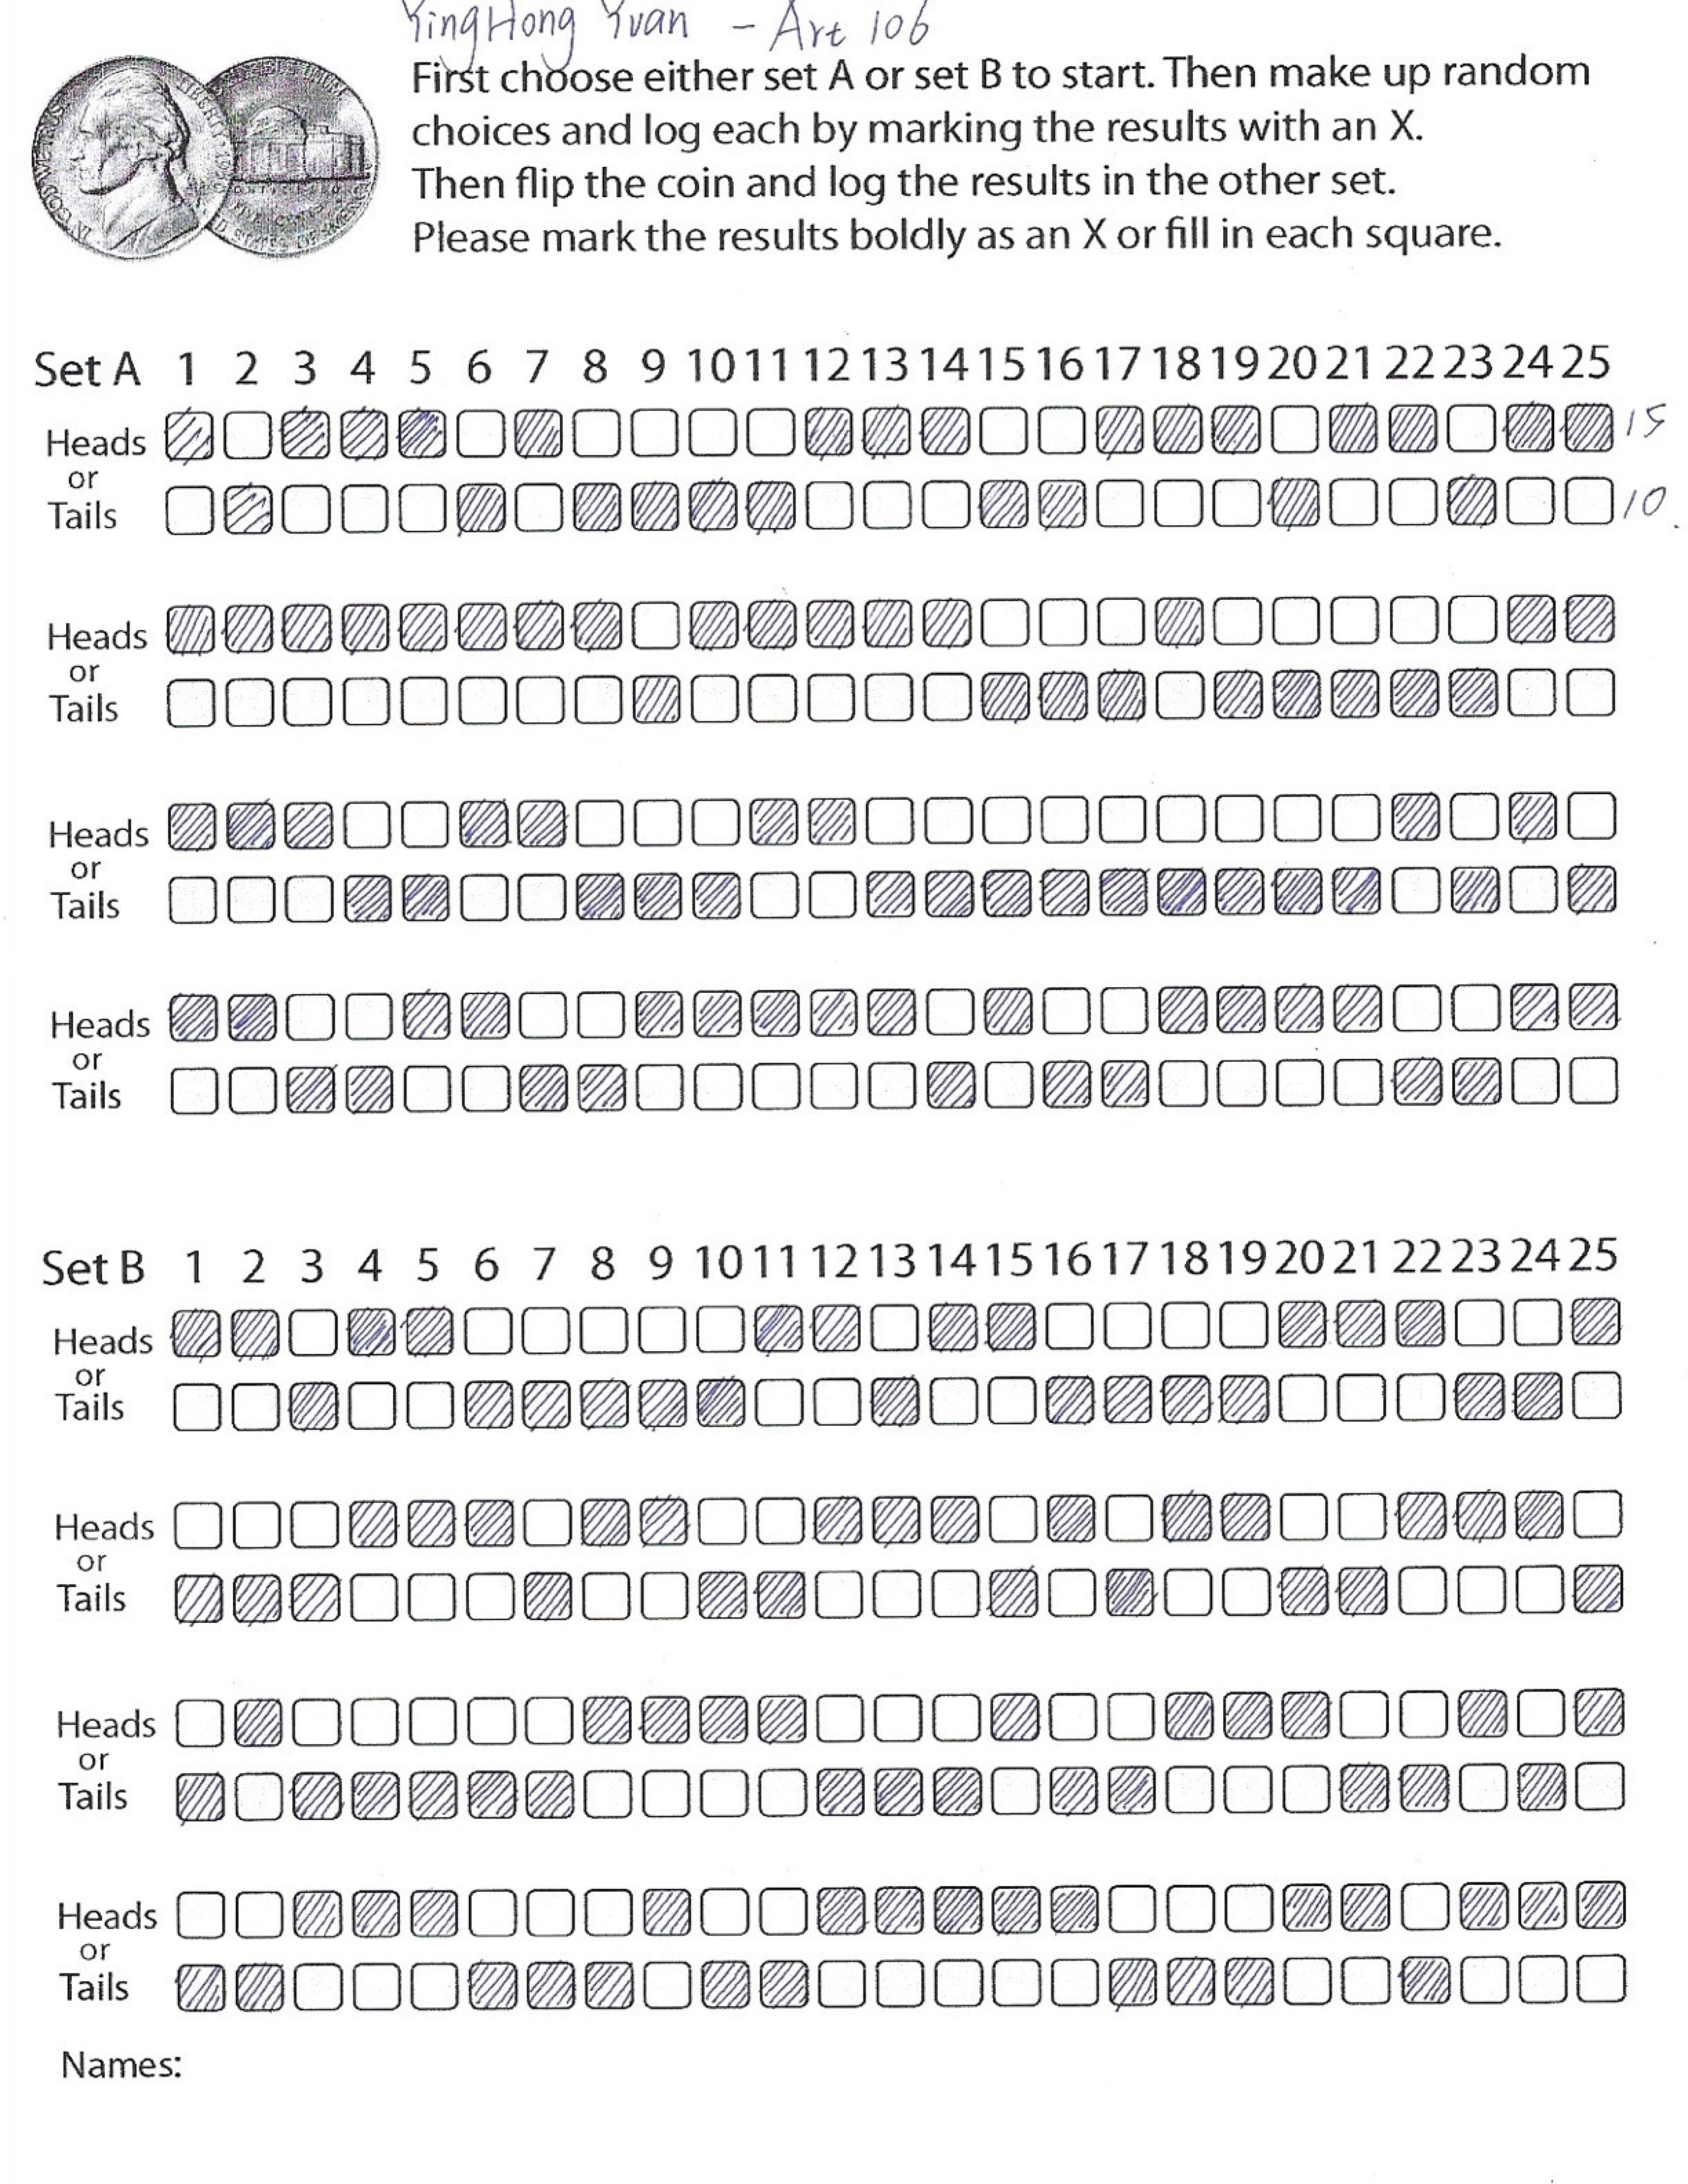 YingHong Yuan - Art 106
First choose either set A or set B to start. Then make up random
choices and log each by marking the results with an X.
Then flip the coin and log the results in the other set.
Please mark the results boldly as an X or fill in each square.
Set A 1 2 3 4 5 6 7 8 9 10 11 12 13 14 15 16 17 18 19 20 21 22 23 24 25
Heads 15
or
Tails 10.
Heads
or
Tails
Heads
or
Tails
Heads
or
Tails
Set B 1 2 3 4 5 6 7 8 9 10 11 12 13 14 15 16 17 18 19 20 21 22 23 24 25
Heads
or
Tails
Heads
or
Tails
Heads
or
Tails
Heads
or
Tails
Names: